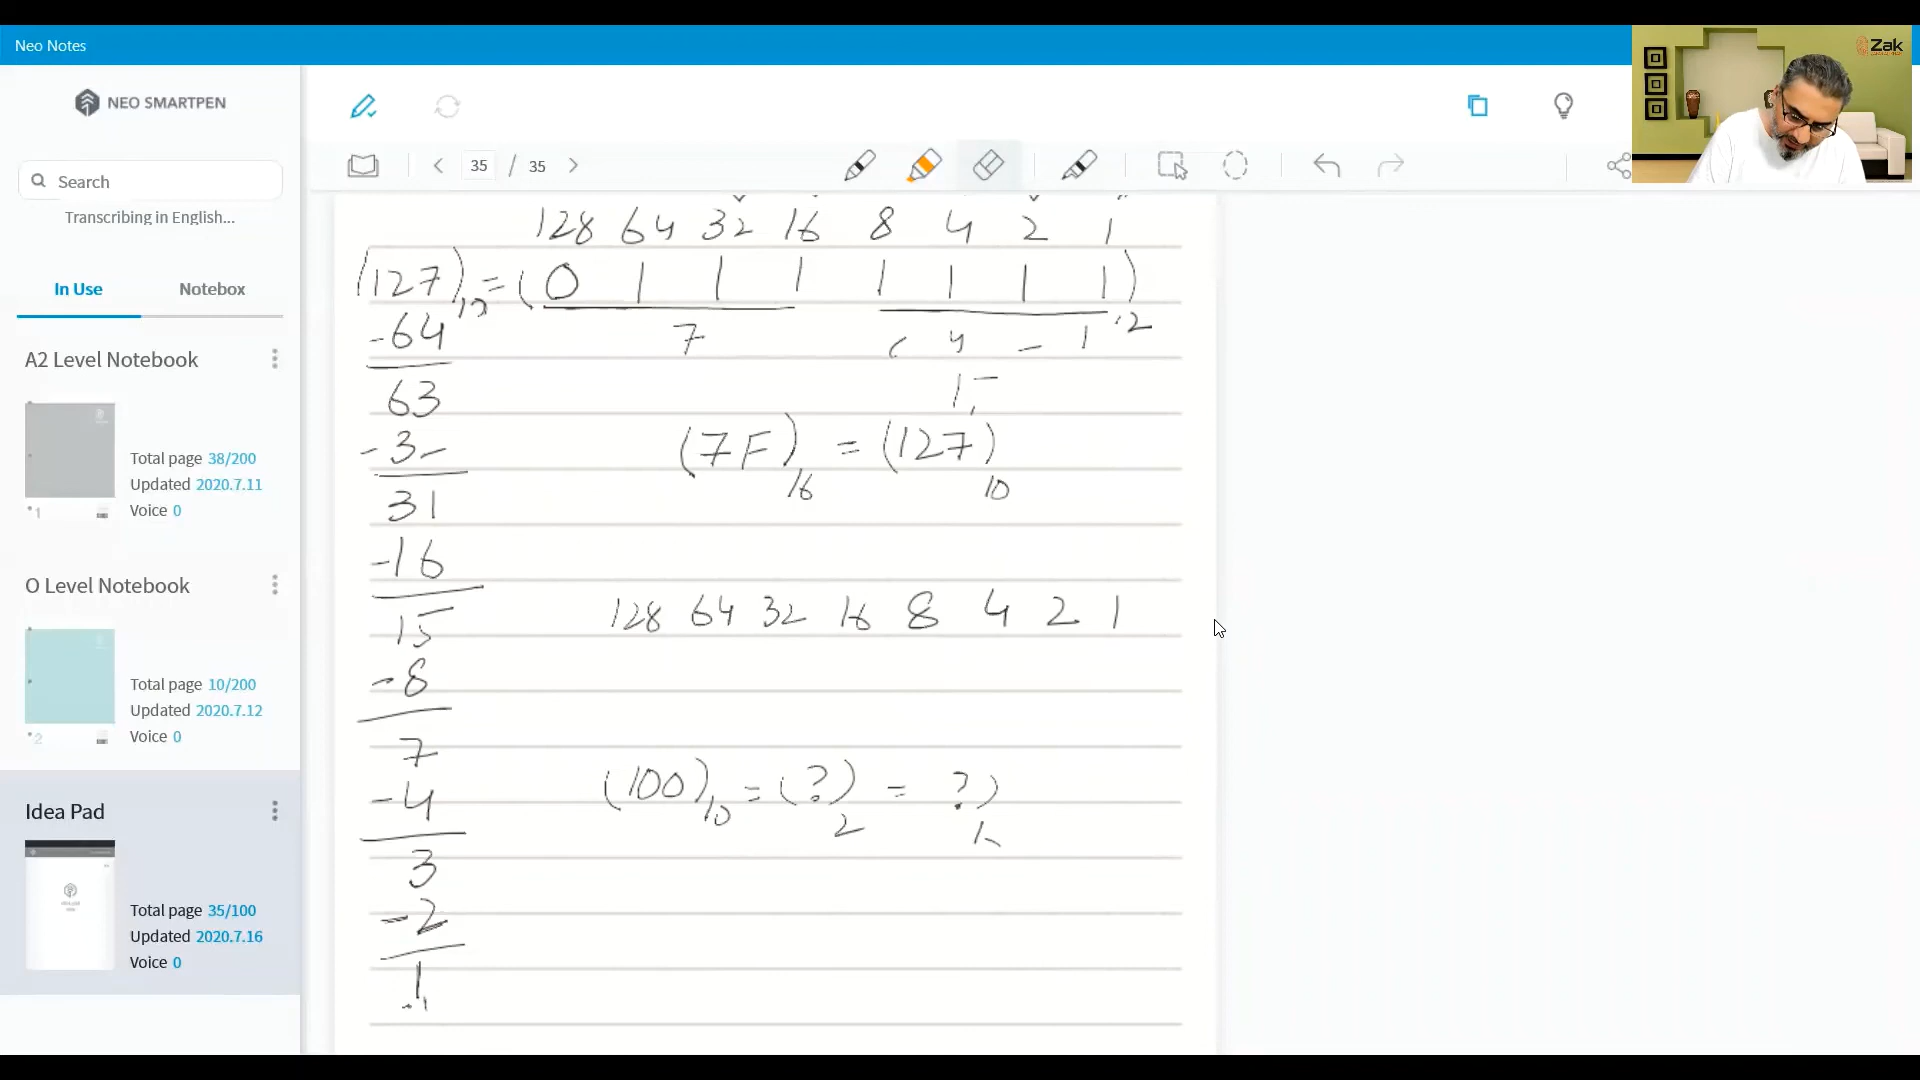 Neo Notes
Zak
NEO SMARTPEN
Search
Transcribing in English...
In Use
Notebox
35 / 35
A2 Level Notebook
Total page 38/200
Updated 2020.7.11
Voice 0
1
O Level Notebook
Total page 10/200
Updated 2020.7.12
Voice 0
2
Idea Pad
Total page 35/100
Updated 2020.7.16
Voice 0
128 64 32 16 8 4 2 1
(127)10 = (0 1 1 1 1 1 1 1)2
-64
7
63
15
(7F)16 = (127)10
31
-16
15
128 64 32 16 8 4 2 1
-8
7
(100)10 = (?)2 = ?)
-4
3
-2
1